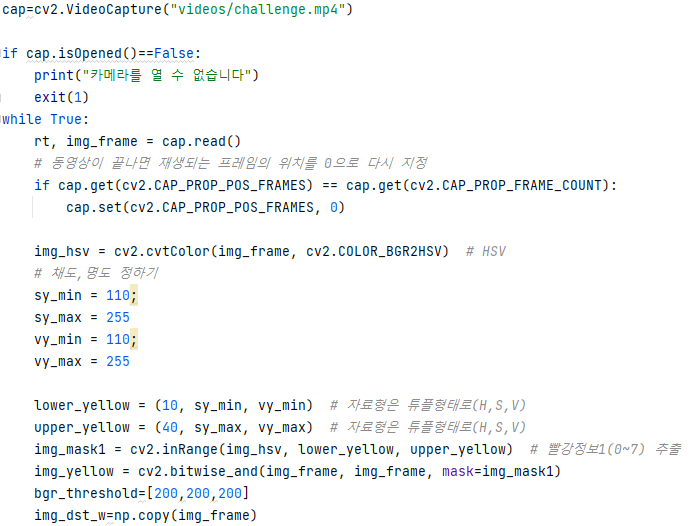 cap=cv2.VideoCapture("videos/challenge.mp4")
if cap.isOpened()==False:
print("카메라를 열 수 없습니다")
exit(1)
while True:
rt, img_frame = cap.read()
# 동영상이 끝나면 재생되는 프레임의 위치를 0으로 다시 지정
if cap.get(cv2.CAP_PROP_POS_FRAMES) == cap.get(cv2.CAP_PROP_FRAME_COUNT):
cap.set(cv2.CAP_PROP_POS_FRAMES, 0)
img_hsv = cv2.cvtColor(img_frame, cv2.COLOR_BGR2HSV)  # HSV
# 채도,명도 정하기
sy_min = 110;
sy_max = 255
vy_min = 110;
vy_max = 255
lower_yellow = (10, sy_min, vy_min)  # 자료형은 튜플형태로(H,S,V)
upper_yellow = (40, sy_max, vy_max)  # 자료형은 튜플형태로(H,S,V)
img_mask1 = cv2.inRange(img_hsv, lower_yellow, upper_yellow)  # 빨강정보1(0~7) 추출
img_yellow = cv2.bitwise_and(img_frame, img_frame, mask=img_mask1)
bgr_threshold=[200,200,200]
img_dst_w=np.copy(img_frame)